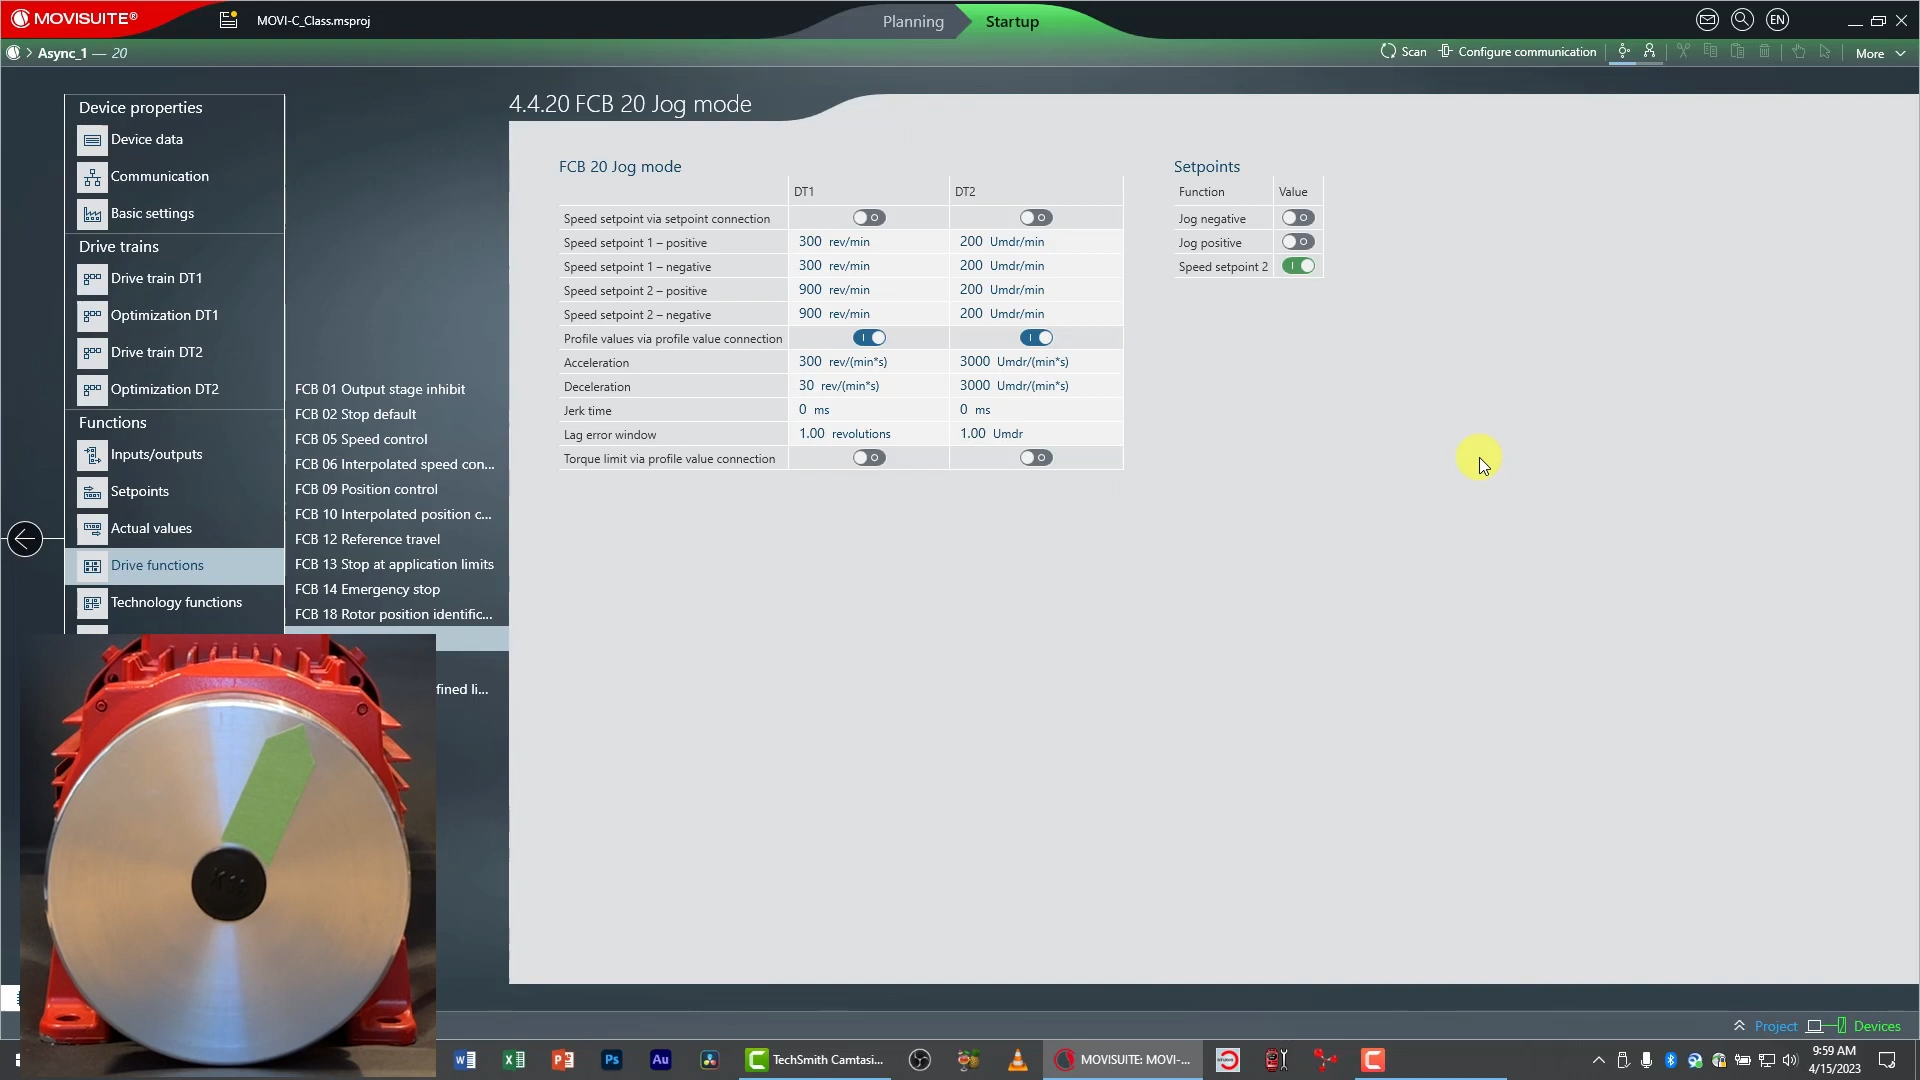 MOVISUITE®
MOVI-C_Class.msproj
Planning
Startup
EN
Async_1 — 20
Scan
Configure communication
More
Device properties
Device data
Communication
Basic settings
Drive trains
Drive train DT1
Optimization DT1
Drive train DT2
Optimization DT2
Functions
Inputs/outputs
Setpoints
Actual values
Drive functions
Technology functions
FCB 01 Output stage inhibit
FCB 02 Stop default
FCB 05 Speed control
FCB 06 Interpolated speed con...
FCB 09 Position control
FCB 10 Interpolated position c...
FCB 12 Reference travel
FCB 13 Stop at application limits
FCB 14 Emergency stop
FCB 18 Rotor position identific...
fined li...
4.4.20 FCB 20 Jog mode
FCB 20 Jog mode
DT1 DT2
Speed setpoint via setpoint connection
Speed setpoint 1 – positive 300 rev/min 200 Umdr/min
Speed setpoint 1 – negative 300 rev/min 200 Umdr/min
Speed setpoint 2 – positive 900 rev/min 200 Umdr/min
Speed setpoint 2 – negative 900 rev/min 200 Umdr/min
Profile values via profile value connection
Acceleration 300 rev/(min*s) 3000 Umdr/(min*s)
Deceleration 30 rev/(min*s) 3000 Umdr/(min*s)
Jerk time 0 ms 0 ms
Lag error window 1.00 revolutions 1.00 Umdr
Torque limit via profile value connection
Setpoints
Function Value
Jog negative
Jog positive
Speed setpoint 2
Project
Devices
TechSmith Camtasi...
MOVISUITE: MOVI-...
9:59 AM
4/15/2023